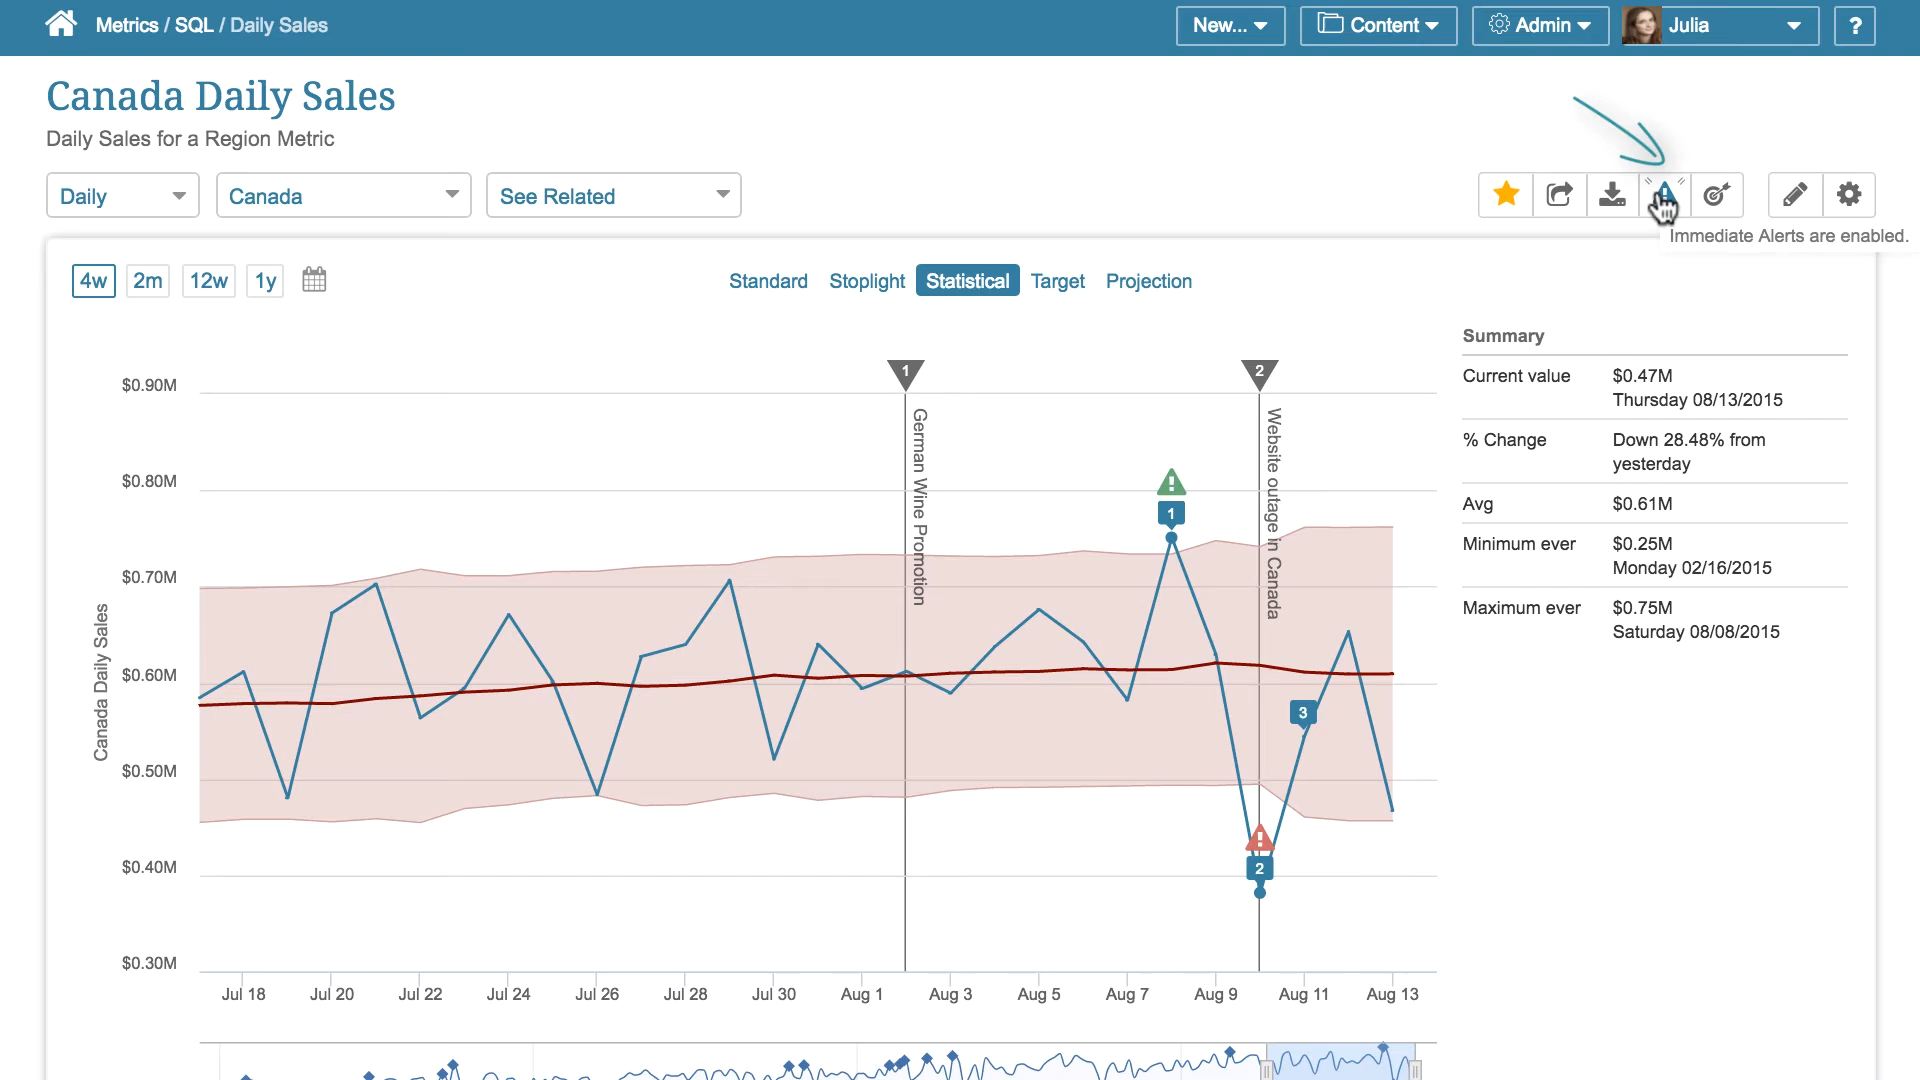 Metrics / SQL / Daily Sales
New...
Content
Admin
Julia
?
Canada Daily Sales
Daily Sales for a Region Metric
Daily
Canada
See Related
Immediate Alerts are enabled.
4w
2m
12w
1y
Standard
Stoplight
Statistical
Target
Projection
Summary
Current value
$0.47M
Thursday 08/13/2015
% Change
Down 28.48% from
yesterday
Avg
$0.61M
Minimum ever
$0.25M
Monday 02/16/2015
Maximum ever
$0.75M
Saturday 08/08/2015
Canada Daily Sales
$0.90M
$0.80M
$0.70M
$0.60M
$0.50M
$0.40M
$0.30M
1
German Wine Promotion
2
Website outage in Canada
!
1
3
!
2
Jul 18
Jul 20
Jul 22
Jul 24
Jul 26
Jul 28
Jul 30
Aug 1
Aug 3
Aug 5
Aug 7
Aug 9
Aug 11
Aug 13